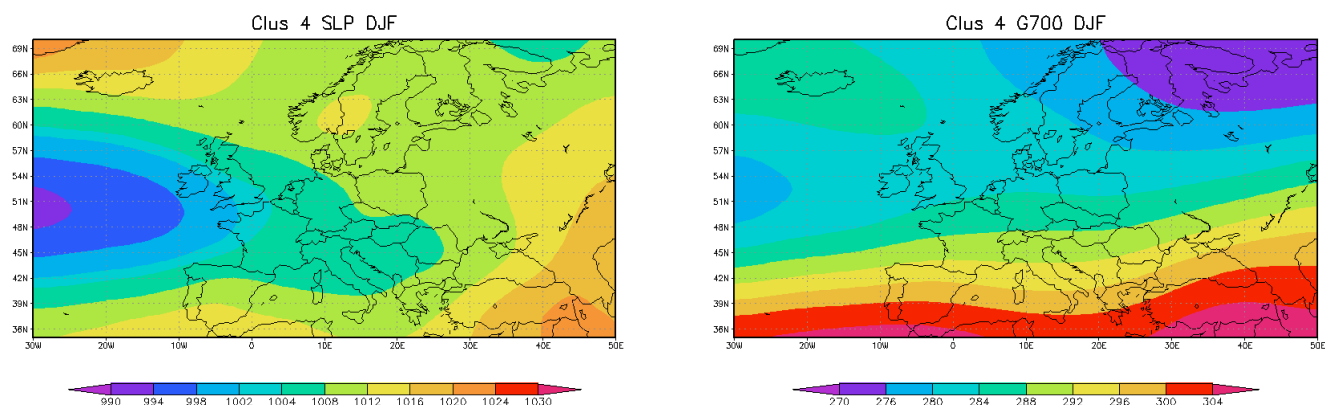 Clus 4 SLP DJF
69N
66N
63N
60N
57N
54N
51N
48N
45N
42N
39N
36N
30W 20W 10W 0 10E 20E 30E 40E 50E
990 994 998 1002 1004 1008 1012 1016 1020 1024 1030
Clus 4 G700 DJF
69N
66N
63N
60N
57N
54N
51N
48N
45N
42N
39N
36N
30W 20W 10W 0 10E 20E 30E 40E 50E
270 276 280 284 288 292 296 300 304